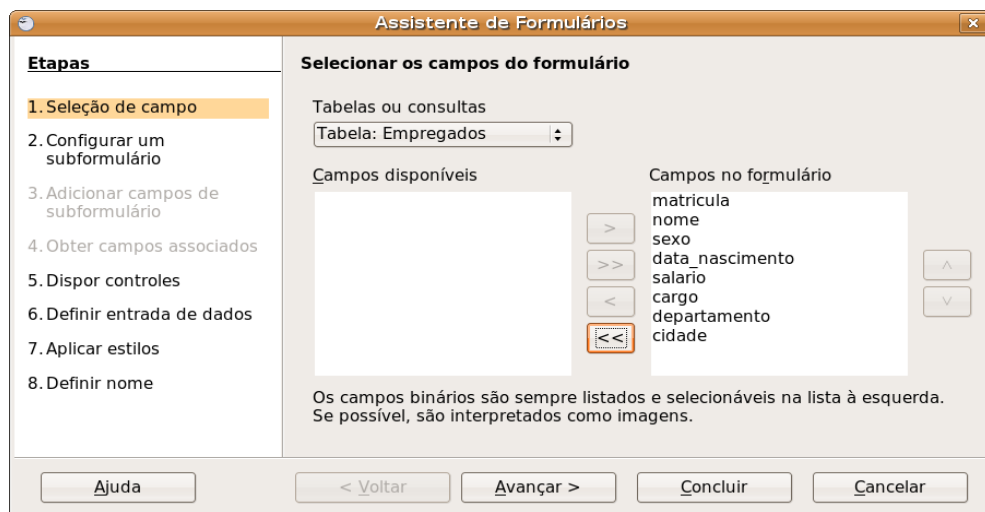 Assistente de Formulários
Etapas
1. Seleção de campo
2. Configurar um
subformulário
3. Adicionar campos de
subformulário
4. Obter campos associados
5. Dispor controles
6. Definir entrada de dados
7. Aplicar estilos
8. Definir nome
Selecionar os campos do formulário
Tabelas ou consultas
Tabela: Empregados
Campos disponíveis
>
>>
<
<<
Campos no formulário
matricula
nome
sexo
data_nascimento
salario
cargo
departamento
cidade
Os campos binários são sempre listados e selecionáveis na lista à esquerda.
Se possível, são interpretados como imagens.
Ajuda
< Voltar
Avançar >
Concluir
Cancelar